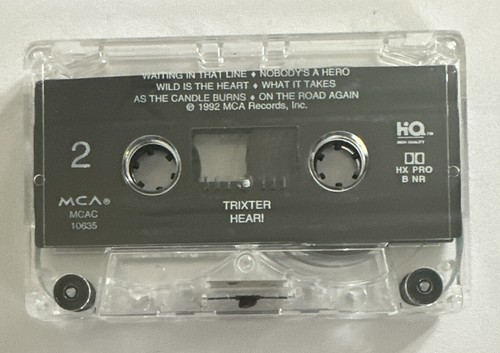 WAITING IN THAT LINE ♦ NOBODY'S A HERO
WILD IS THE HEART ♦ WHAT IT TAKES
AS THE CANDLE BURNS ♦ ON THE ROAD AGAIN
℗ 1992 MCA Records, Inc.
2
HiQ™
HIGH QUALITY
HX PRO
B NR
MCA®
MCAC
10635
TRIXTER
HEAR!